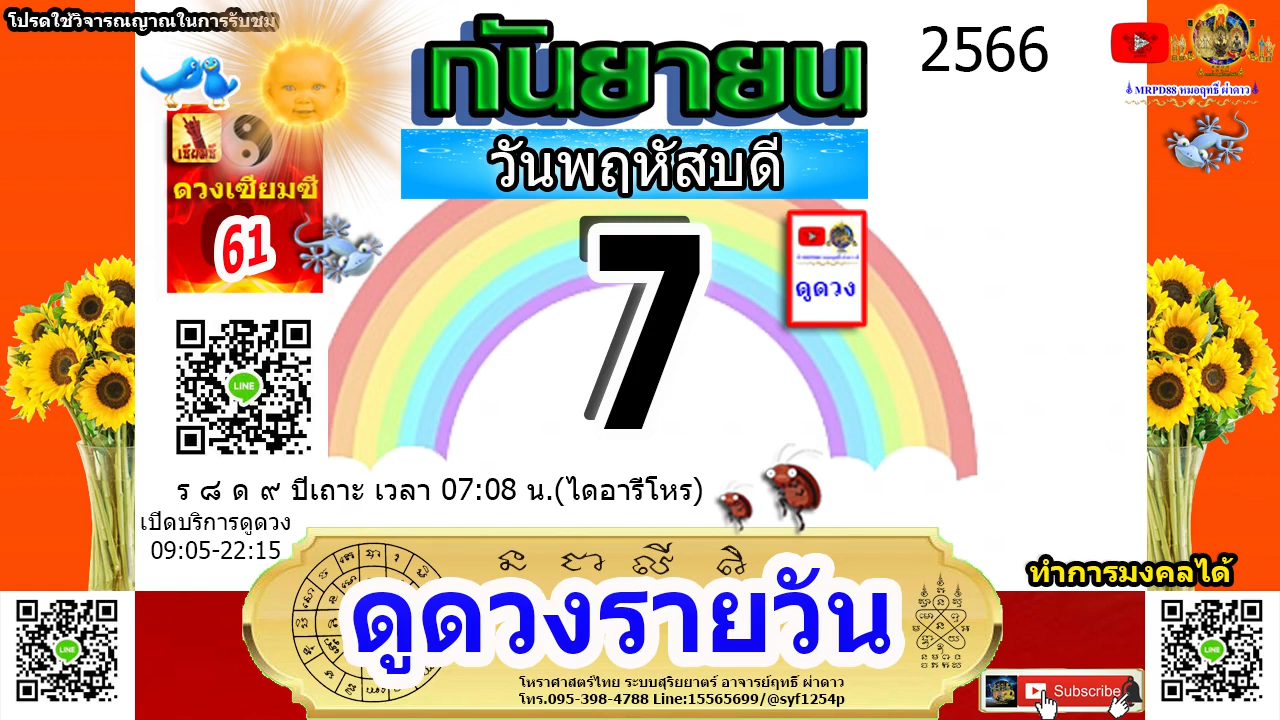 โปรดใช้วิจารณญาณในการรับชม
กันยายน
2566
MRPD88 หมอฤทธิ์ ผ่าดาว
วันพฤหัสบดี
เซียมซี
ดวงเซียมซี
61
7
ดูดวง
LINE
ร ๘ ด ๙ ปีเถาะ เวลา 07:08 น.(ไดอารี่โหร)
เปิดบริการดูดวง
09:05-22:15
ทำการมงคลได้
ดูดวงรายวัน
LINE
LINE
โหราศาสตร์ไทย ระบบสุริยยาตร์ อาจารย์ฤทธิ์ ผ่าดาว
โทร.095-398-4788 Line:15565699/@syf1254p
Subscribe